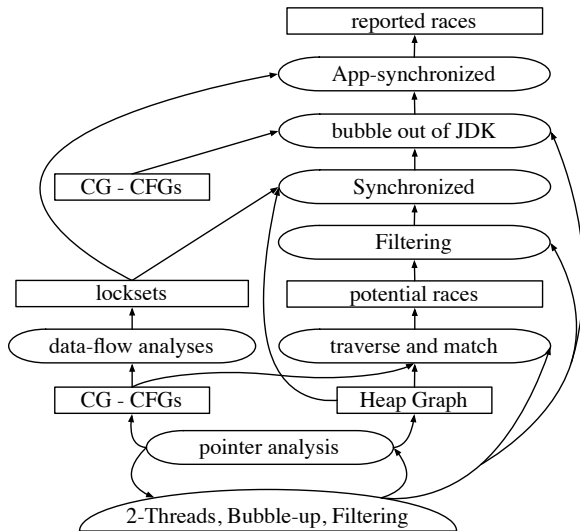 reported races
App-synchronized
bubble out of JDK
CG - CFGs
Synchronized
Filtering
locksets
potential races
data-flow analyses
traverse and match
CG - CFGs
Heap Graph
pointer analysis
2-Threads, Bubble-up, Filtering